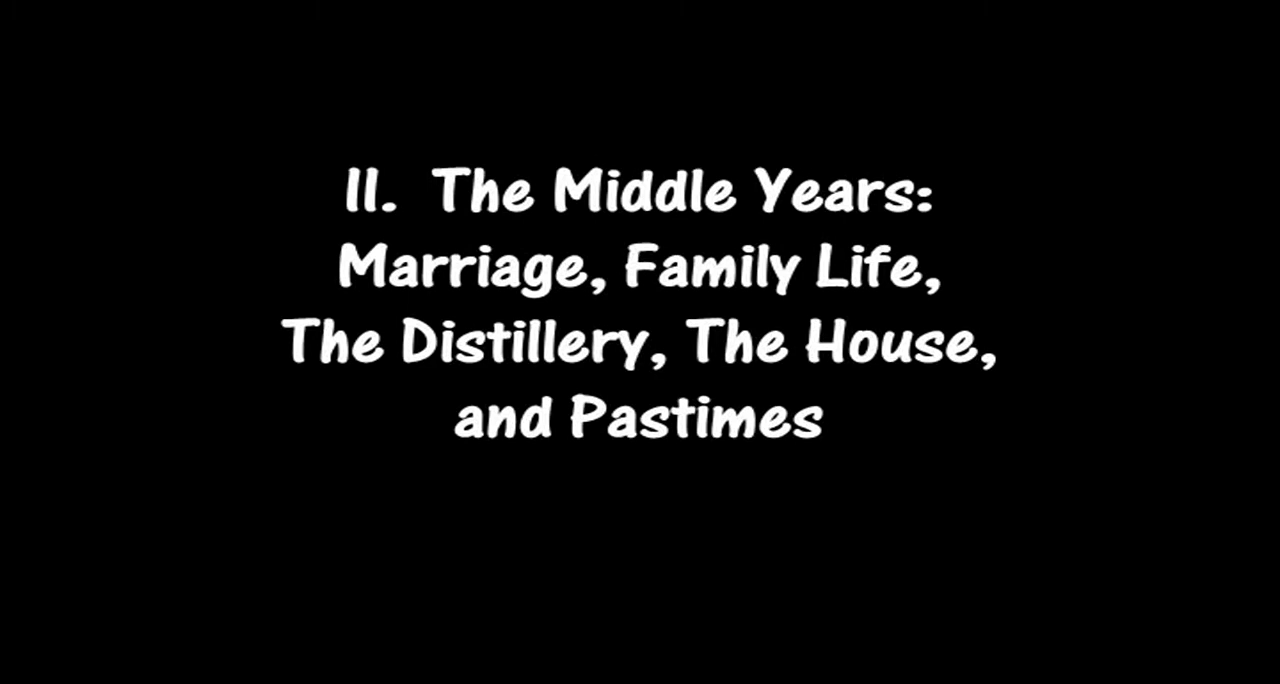 II. The Middle Years:
Marriage, Family Life,
The Distillery, The House,
and Pastimes